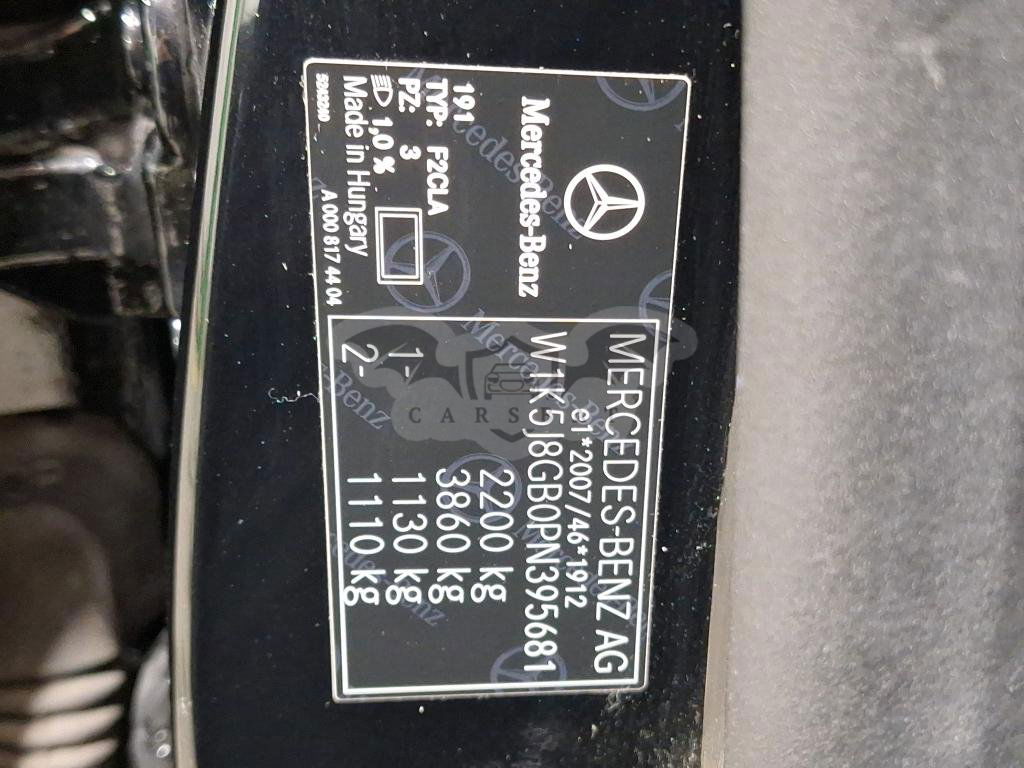 Mercedes-Benz
191
TYP: F2CLA
PZ. 3
1,0 %
Made in Hungary
A 000 817 44 04
MERCEDES-BENZ AG
e1*2007/46*1912
W1K5J8GB0PN395681
2200 kg
3860 kg
1- 1130 kg
2- 1110 kg